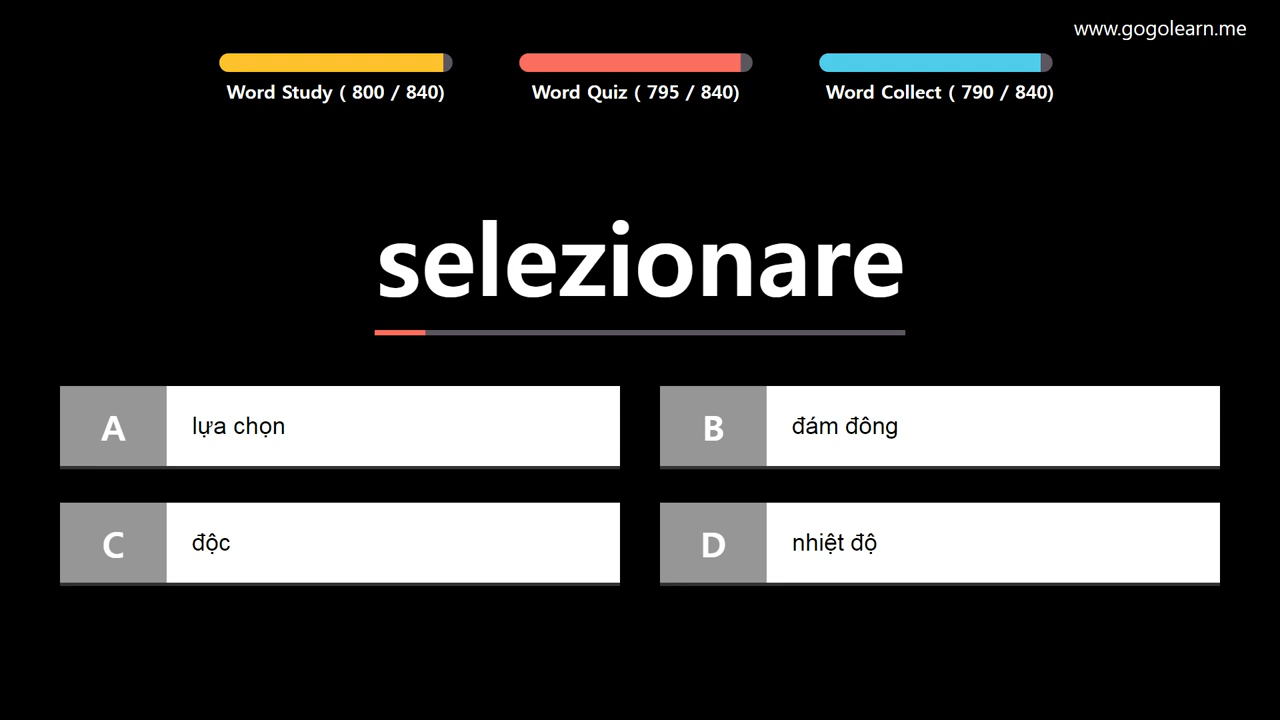 www.gogolearn.me
Word Study ( 800 / 840)
Word Quiz ( 795 / 840)
Word Collect ( 790 / 840)
selezionare
A lựa chọn
B đám đông
C độc
D nhiệt độ